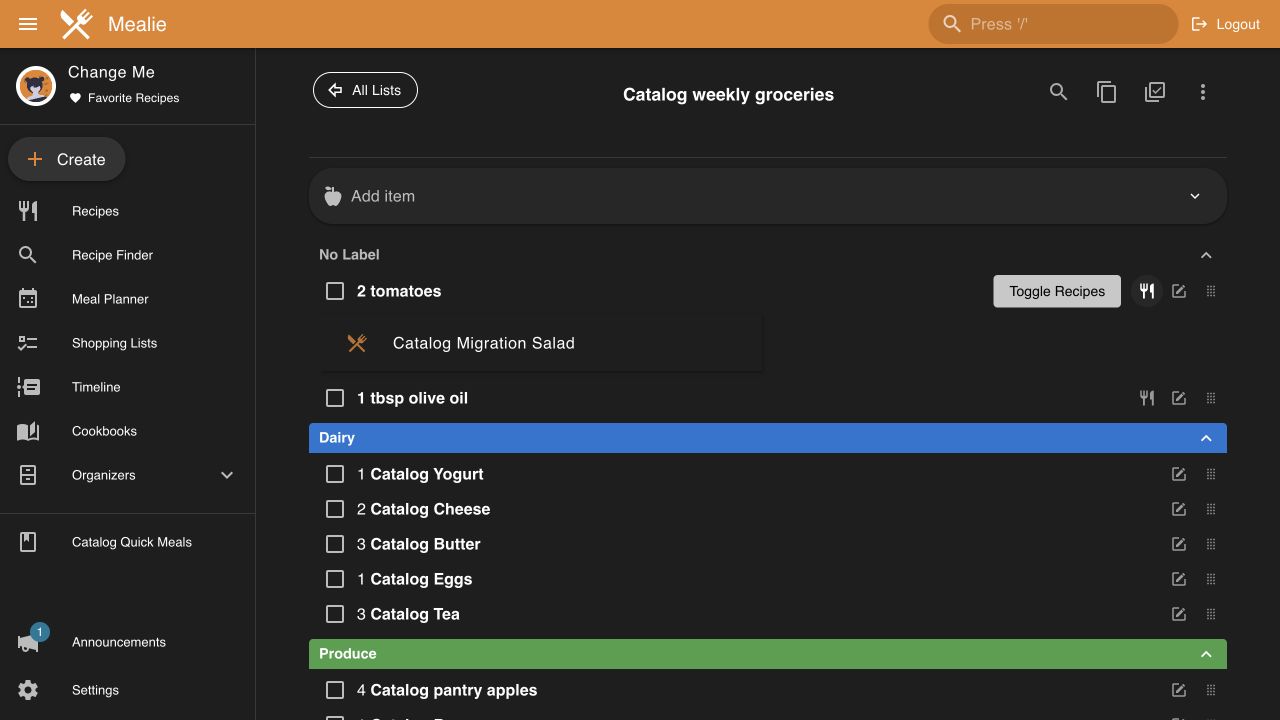 Mealie
Press '/'
Logout
Change Me
Favorite Recipes
Create
Recipes
Recipe Finder
Meal Planner
Shopping Lists
Timeline
Cookbooks
Organizers
Catalog Quick Meals
1
Announcements
Settings
All Lists
Catalog weekly groceries
Add item
No Label
2 tomatoes
Toggle Recipes
Catalog Migration Salad
1 tbsp olive oil
Dairy
1 Catalog Yogurt
2 Catalog Cheese
3 Catalog Butter
1 Catalog Eggs
3 Catalog Tea
Produce
4 Catalog pantry apples